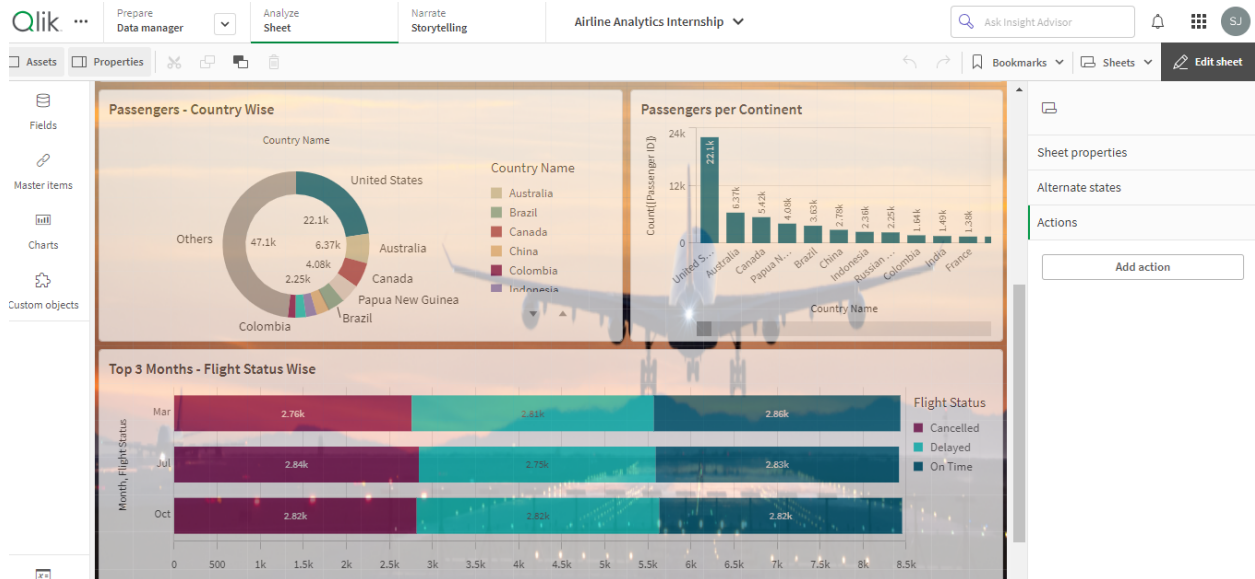 Qlik
Prepare
Data manager
Analyze
Sheet
Narrate
Storytelling
Airline Analytics Internship
Ask Insight Advisor
SJ
Assets
Properties
Bookmarks
Sheets
Edit sheet
Fields
Master items
Charts
Custom objects
Passengers - Country Wise
Country Name
United States
22.1k
Others
47.1k
6.37k
Australia
4.08k
2.25k
Canada
Papua New Guinea
Brazil
Colombia
Country Name
Australia
Brazil
Canada
China
Colombia
Indonesia
Passengers per Continent
Count([Passenger ID])
24k
12k
0
22.1k
6.37k
5.42k
4.08k
3.63k
2.78k
2.36k
2.25k
1.64k
1.49k
1.38k
United S...
Australia
Canada
Papua N...
Brazil
China
Indonesia
Russian ...
Colombia
India
France
Country Name
Sheet properties
Alternate states
Actions
Add action
Top 3 Months - Flight Status Wise
Month, Flight Status
Mar
2.76k
2.81k
2.86k
Jul
2.84k
2.75k
2.83k
Oct
2.82k
2.82k
2.82k
0 500 1k 1.5k 2k 2.5k 3k 3.5k 4k 4.5k 5k 5.5k 6k 6.5k 7k 7.5k 8k 8.5k
Flight Status
Cancelled
Delayed
On Time